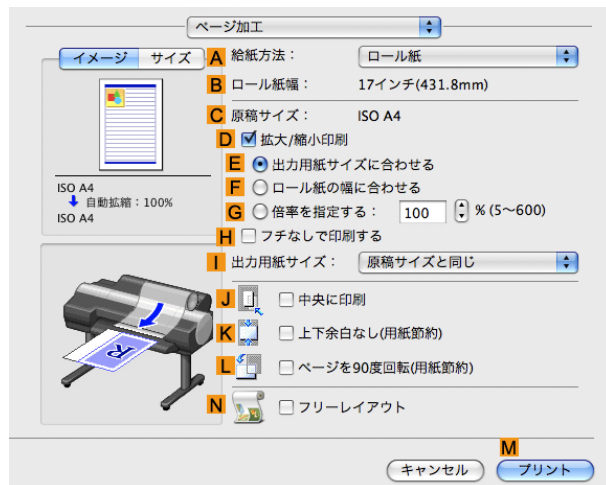 ページ加工
イメージ サイズ
A 給紙方法： ロール紙
B ロール紙幅： 17インチ(431.8mm)
C 原稿サイズ： ISO A4
D 拡大/縮小印刷
E 出力用紙サイズに合わせる
F ロール紙の幅に合わせる
G 倍率を指定する： 100 % (5～600)
H フチなしで印刷する
ISO A4
自動拡縮：100%
ISO A4
I 出力用紙サイズ： 原稿サイズと同じ
J 中央に印刷
K 上下余白なし(用紙節約)
L ページを90度回転(用紙節約)
N フリーレイアウト
R
M
キャンセル プリント